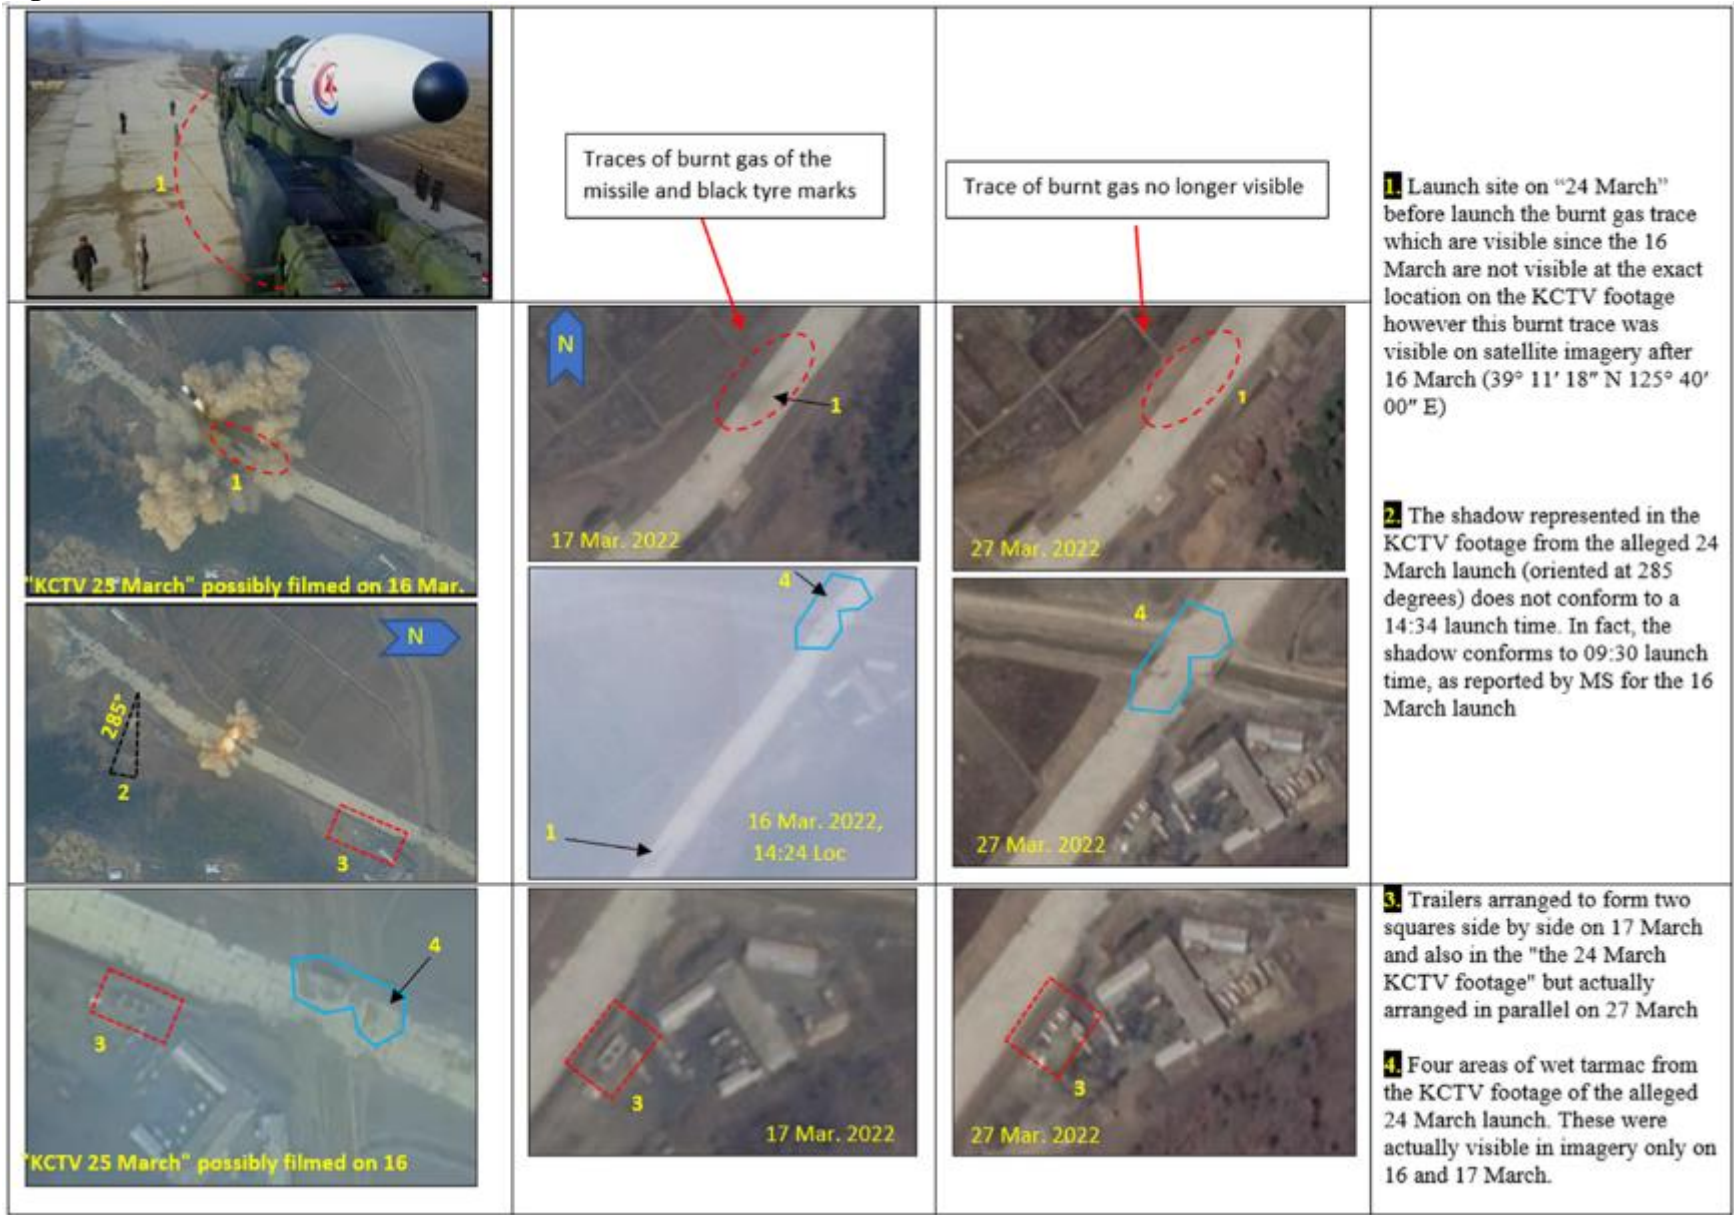 1
Traces of burnt gas of the
missile and black tyre marks
Trace of burnt gas no longer visible
1
"KCTV 25 March" possibly filmed on 16 Mar.
N
1
17 Mar. 2022
1
27 Mar. 2022
N
285°
2
3
4
1
16 Mar. 2022,
14:24 Loc
4
27 Mar. 2022
4
3
"KCTV 25 March" possibly filmed on 16
3
17 Mar. 2022
3
27 Mar. 2022
1. Launch site on “24 March”
before launch the burnt gas trace
which are visible since the 16
March are not visible at the exact
location on the KCTV footage
however this burnt trace was
visible on satellite imagery after
16 March (39° 11′ 18″ N 125° 40′
00″ E)
2. The shadow represented in the
KCTV footage from the alleged 24
March launch (oriented at 285
degrees) does not conform to a
14:34 launch time. In fact, the
shadow conforms to 09:30 launch
time, as reported by MS for the 16
March launch
3. Trailers arranged to form two
squares side by side on 17 March
and also in the "the 24 March
KCTV footage" but actually
arranged in parallel on 27 March
4. Four areas of wet tarmac from
the KCTV footage of the alleged
24 March launch. These were
actually visible in imagery only on
16 and 17 March.